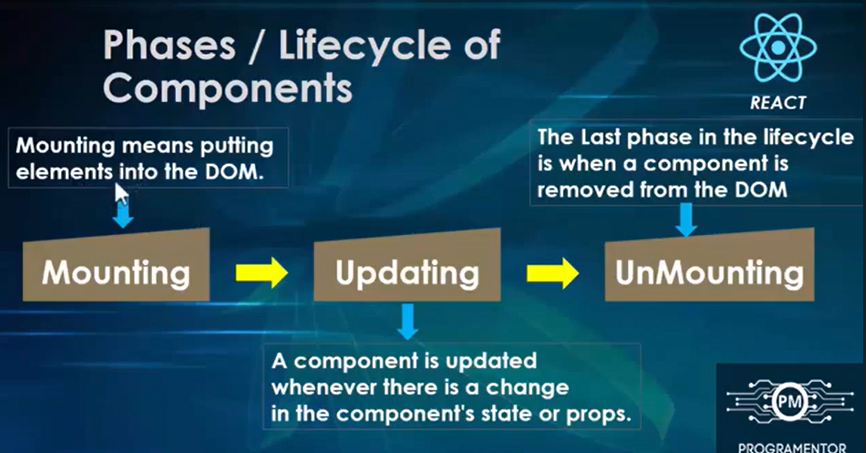 Phases / Lifecycle of
Components
REACT
Mounting means putting
elements into the DOM.
The Last phase in the lifecycle
is when a component is
removed from the DOM
Mounting
Updating
UnMounting
A component is updated
whenever there is a change
in the component's state or props.
PM
PROGRAMENTOR